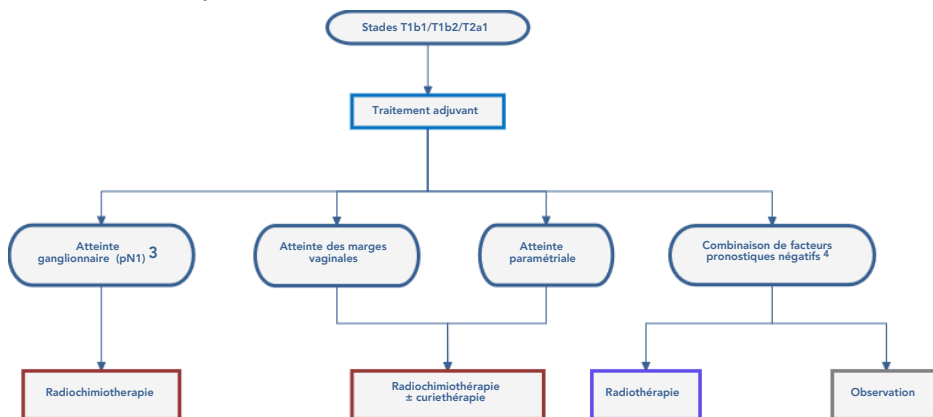 Stades T1b1/T1b2/T2a1
Traitement adjuvant
Atteinte
ganglionnaire (pN1) 3
Atteinte des marges
vaginales
Atteinte
paramétriale
Combinaison de facteurs
pronostiques négatifs 4
Radiochimiotherapie
Radiochimiothérapie
± curiethérapie
Radiothérapie
Observation